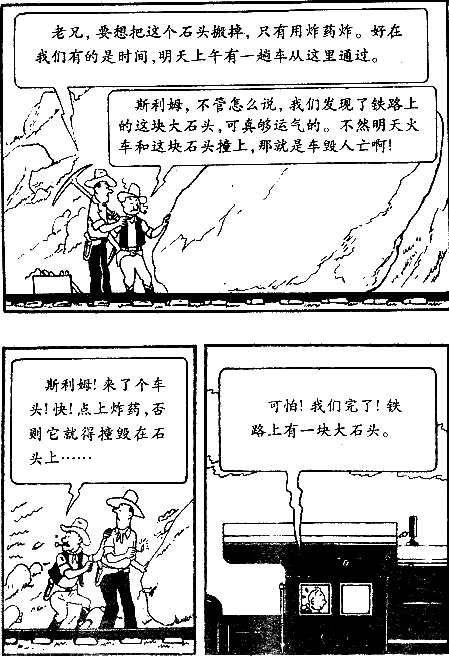 老兄，要想把这个石头搬掉，只有用炸药炸。好在
我们有的是时间，明天上午有一趟车从这里通过。
斯利姆，不管怎么说，我们发现了铁路上
的这块大石头，可真够运气的。不然明天火
车和这块石头撞上，那就是车毁人亡啊！
斯利姆！来了个车
头！快！点上炸药，否
则它就得撞毁在石
头上……
可怕！我们完了！铁
路上有一块大石头。